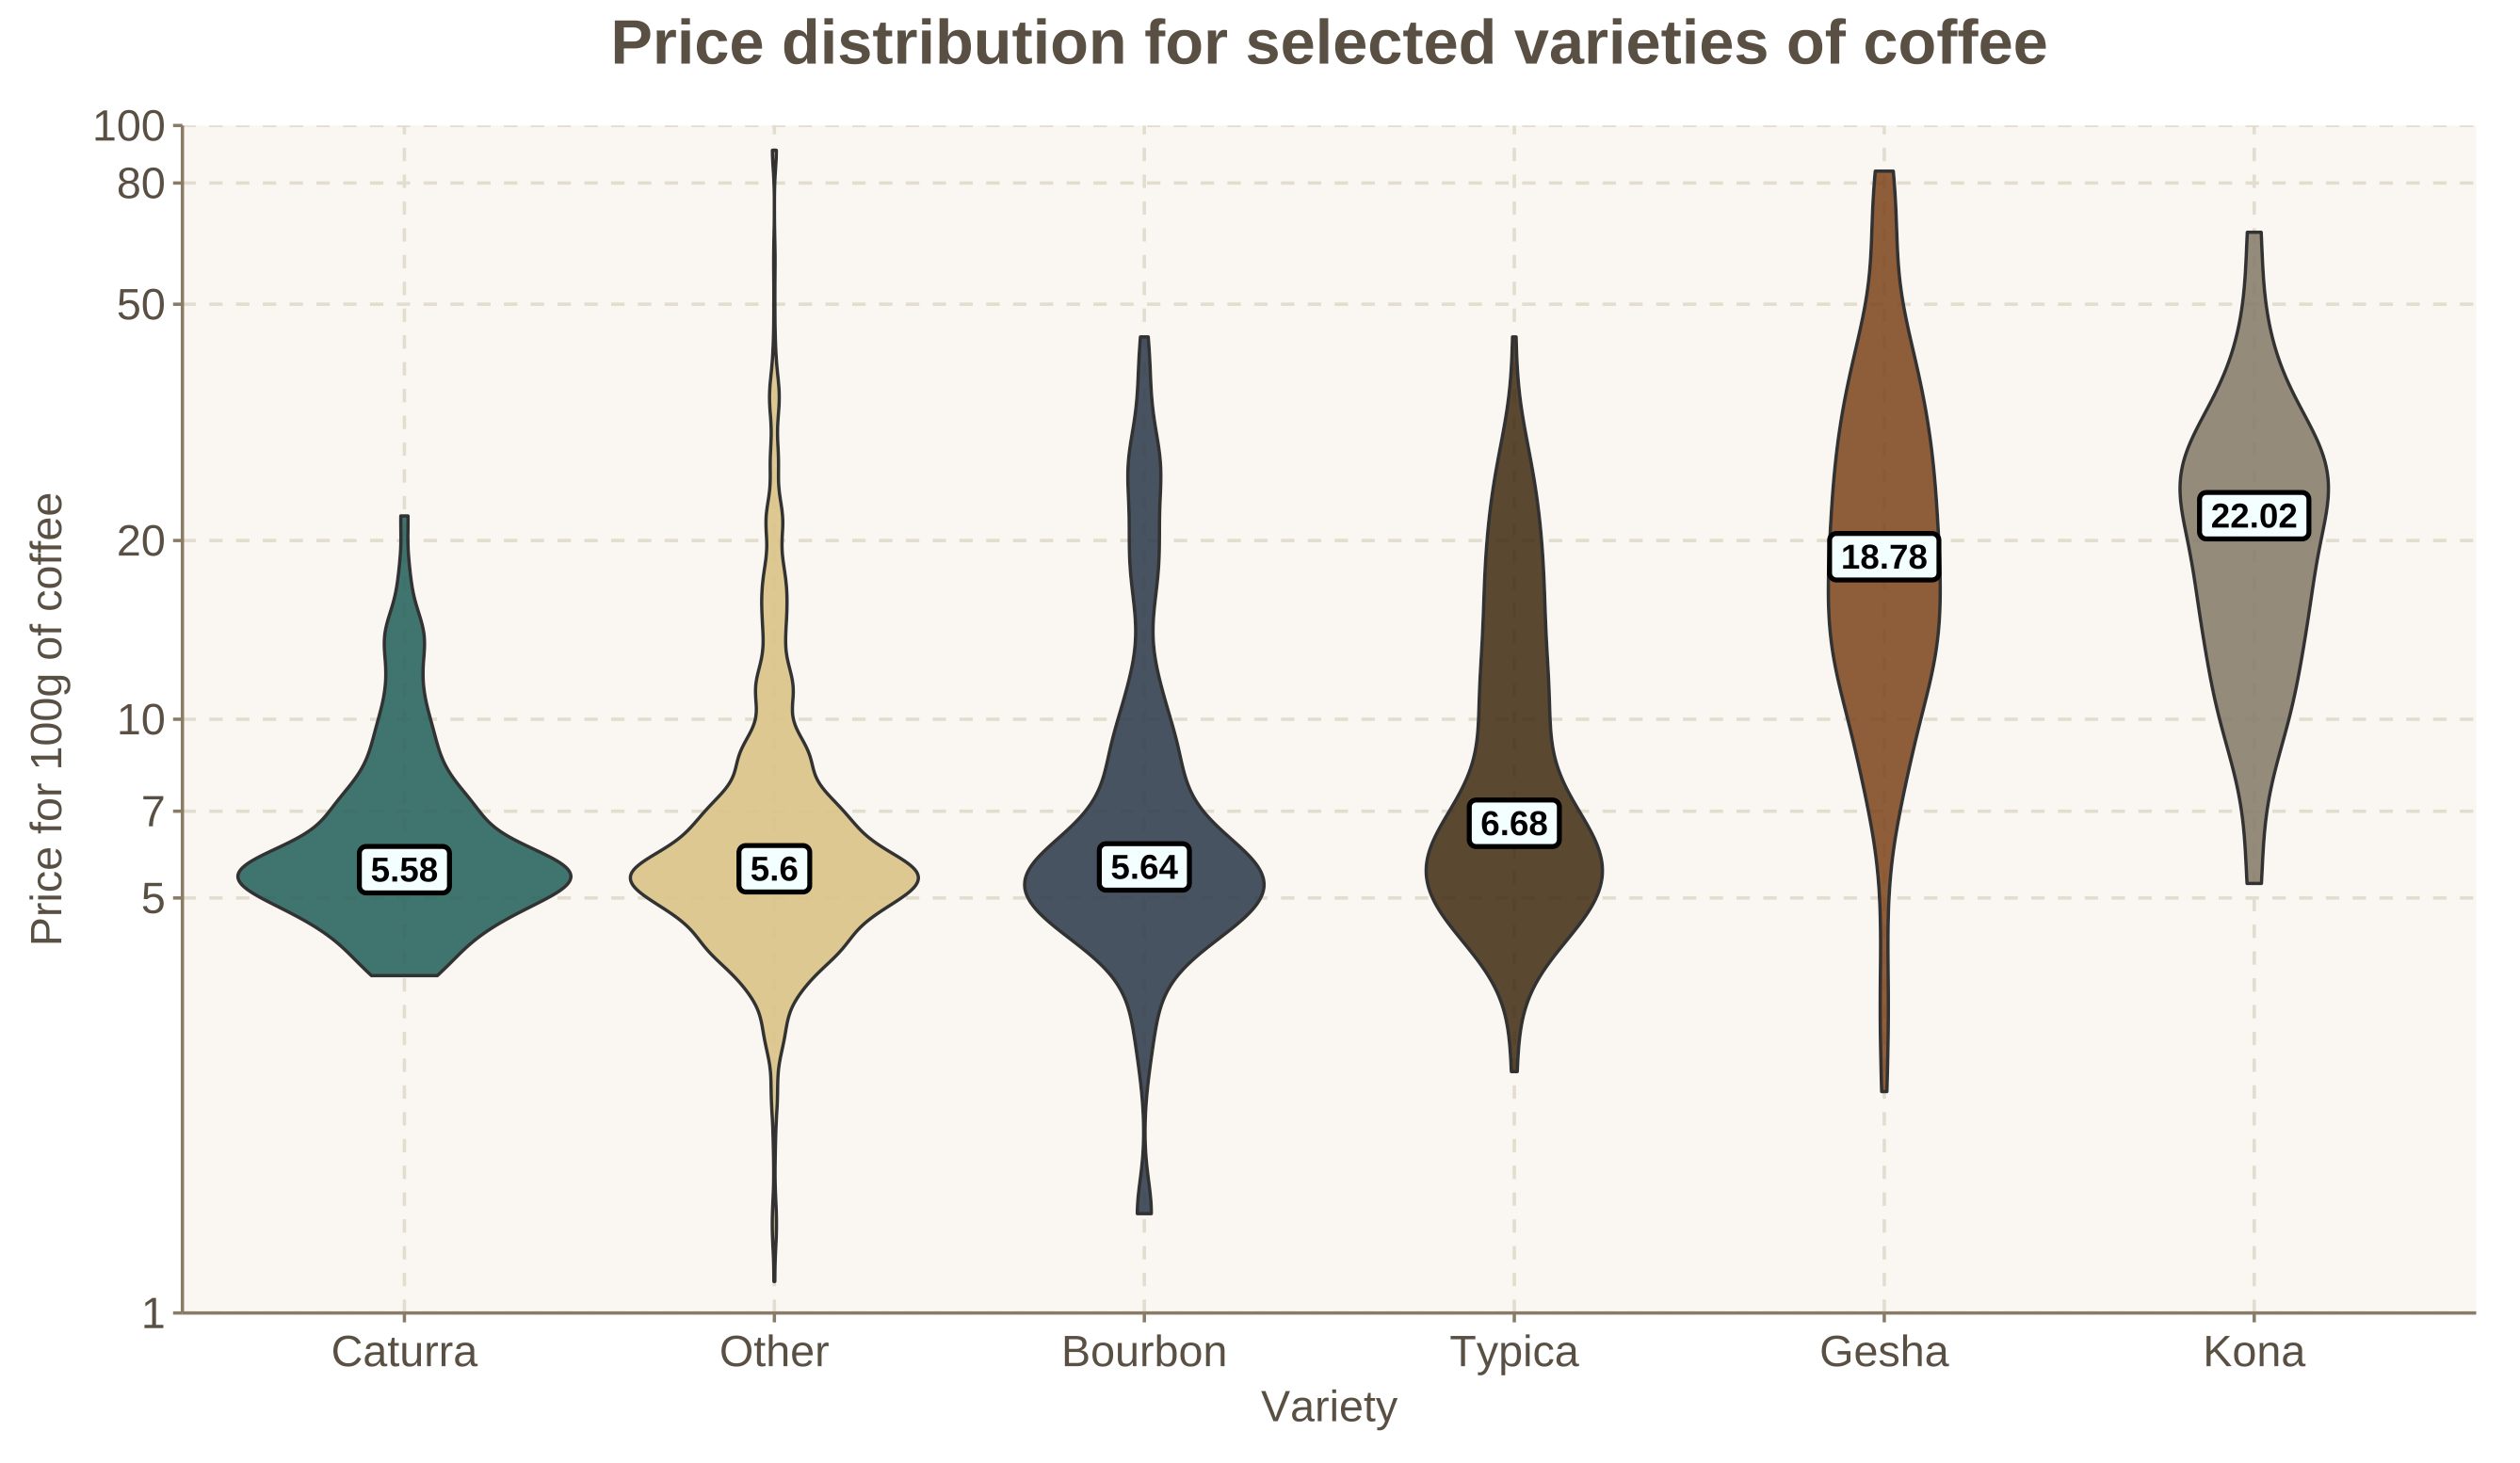 Price distribution for selected varieties of coffee
Price for 100g of coffee
100
80
50
20
10
7
5
1
5.58
5.6
5.64
6.68
18.78
22.02
Caturra
Other
Bourbon
Typica
Gesha
Kona
Variety